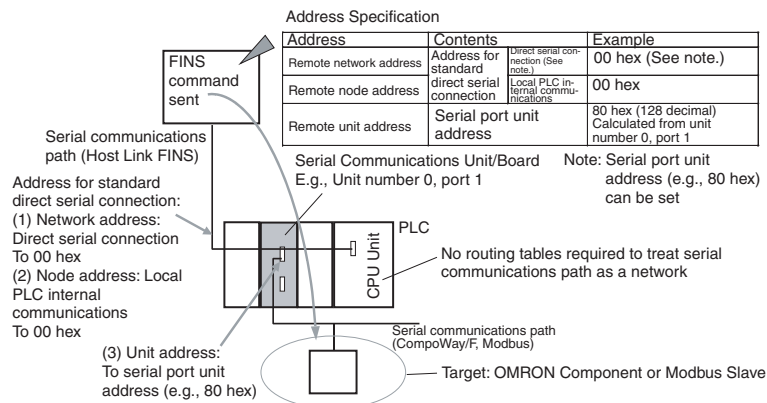 Address Specification
Address Contents Example
Remote network address
Address for standard direct serial connection
Direct serial con-
nection (See
note.)
00 hex (See note.)
Remote node address
Local PLC in-
ternal commu-
nications
00 hex
Remote unit address
Serial port unit
address
80 hex (128 decimal)
Calculated from unit
number 0, port 1
FINS
command
sent
Serial communications
path (Host Link FINS)
Serial Communications Unit/Board
E.g., Unit number 0, port 1
Note: Serial port unit
address (e.g., 80 hex)
can be set
Address for standard
direct serial connection:
(1) Network address:
Direct serial connection
To 00 hex
(2) Node address: Local
PLC internal
communications
To 00 hex
PLC
CPU Unit
No routing tables required to treat serial
communications path as a network
(3) Unit address:
To serial port unit
address (e.g., 80 hex)
Serial communications path
(CompoWay/F, Modbus)
Target: OMRON Component or Modbus Slave